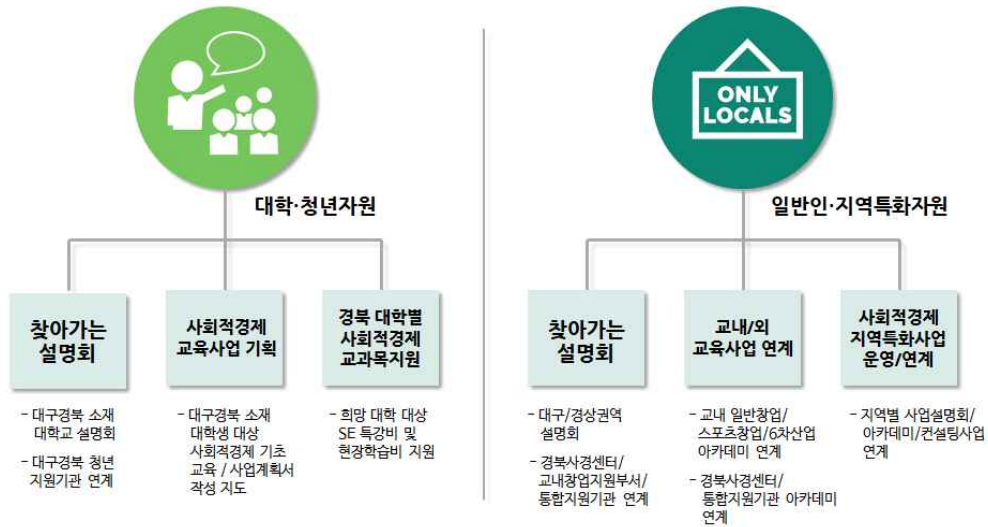 대학·청년자원
찾아가는
설명회
- 대구경북 소재
대학교 설명회
- 대구경북 청년
지원기관 연계
사회적경제
교육사업 기획
- 대구경북 소재
대학생 대상
사회적경제 기초
교육 / 사업계획서
작성 지도
경북 대학별
사회적경제
교과목지원
- 희망 대학 대상
SE 특강비 및
현장학습비 지원
ONLY
LOCALS
일반인·지역특화자원
찾아가는
설명회
- 대구/경상권역
설명회
- 경북사경센터/
교내창업지원부서/
통합지원기관 연계
교내/외
교육사업 연계
- 교내 일반창업/
스포츠창업/6차산업
아카데미 연계
- 경북사경센터/
통합지원기관 아카데미
연계
사회적경제
지역특화사업
운영/연계
- 지역별 사업설명회/
아카데미/컨설팅사업
연계